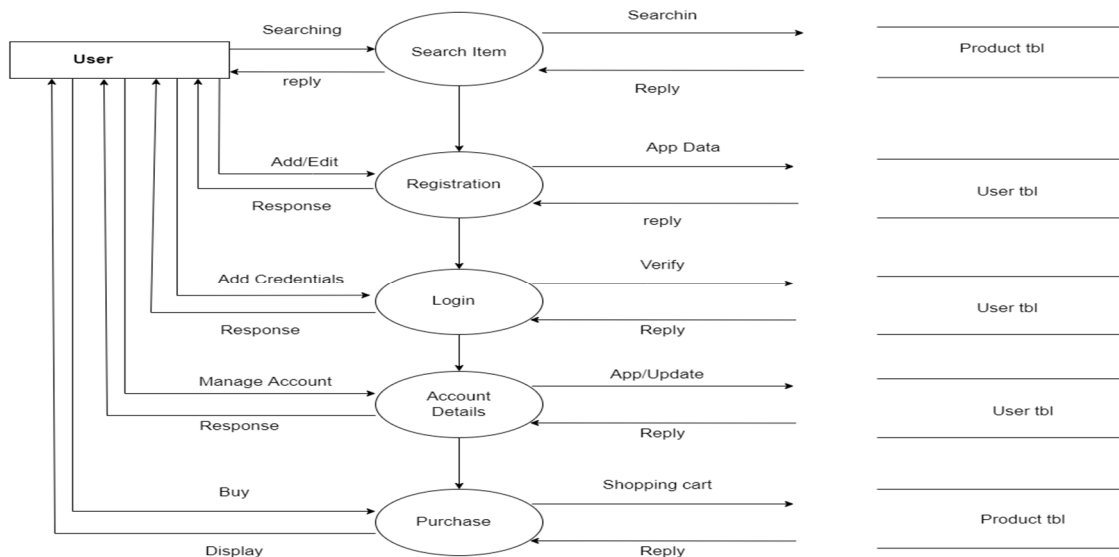 Searching
Searchin
User
Search Item
Product tbl
reply
Reply
Add/Edit
App Data
Registration
User tbl
Response
reply
Add Credentials
Verify
Login
User tbl
Response
Reply
Manage Account
App/Update
Account
Details
User tbl
Response
Reply
Buy
Shopping cart
Purchase
Product tbl
Display
Reply